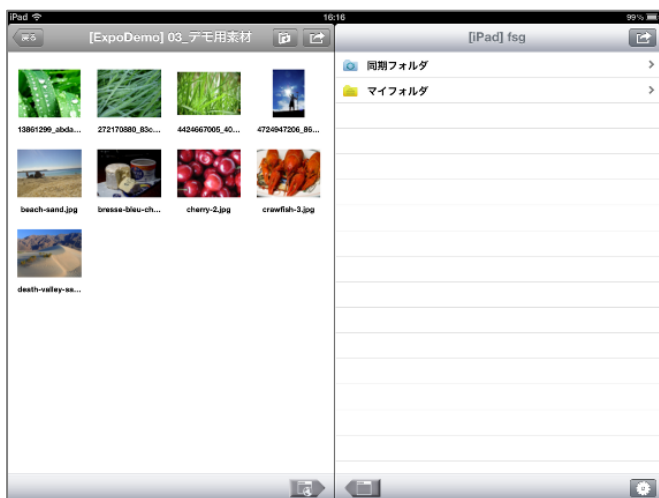 iPad 16:16 99%
戻る [ExpoDemo] 03_デモ用素材
[iPad] fsg
13861299_abda...
272170880_83c...
4424667005_40...
4724947206_86...
beach-sand.jpg
bresse-bleu-ch...
cherry-2.jpg
crawfish-3.jpg
death-valley-aa...
同期フォルダ
マイフォルダ